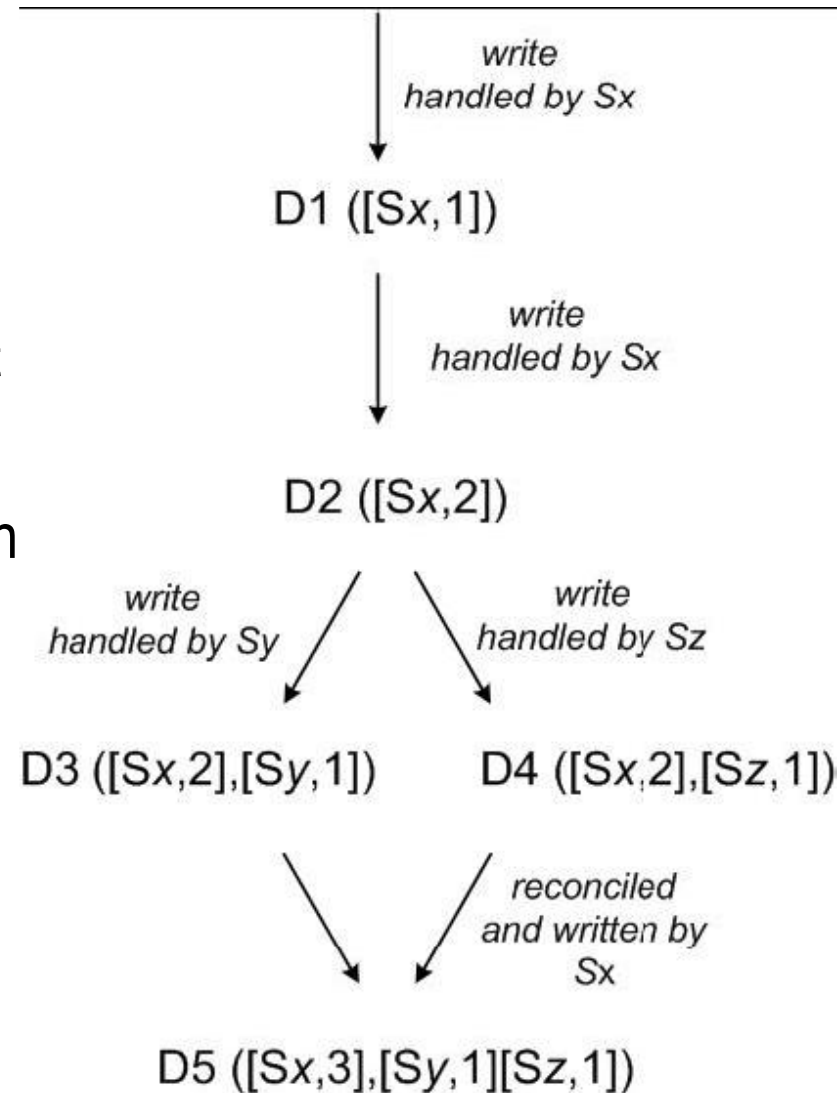 write
handled by Sx
D1 ([Sx,1])
write
handled by Sx
D2 ([Sx,2])
write
handled by Sy
write
handled by Sz
D3 ([Sx,2],[Sy,1])
D4 ([Sx,2],[Sz,1])
reconciled
and written by
Sx
D5 ([Sx,3],[Sy,1][Sz,1])